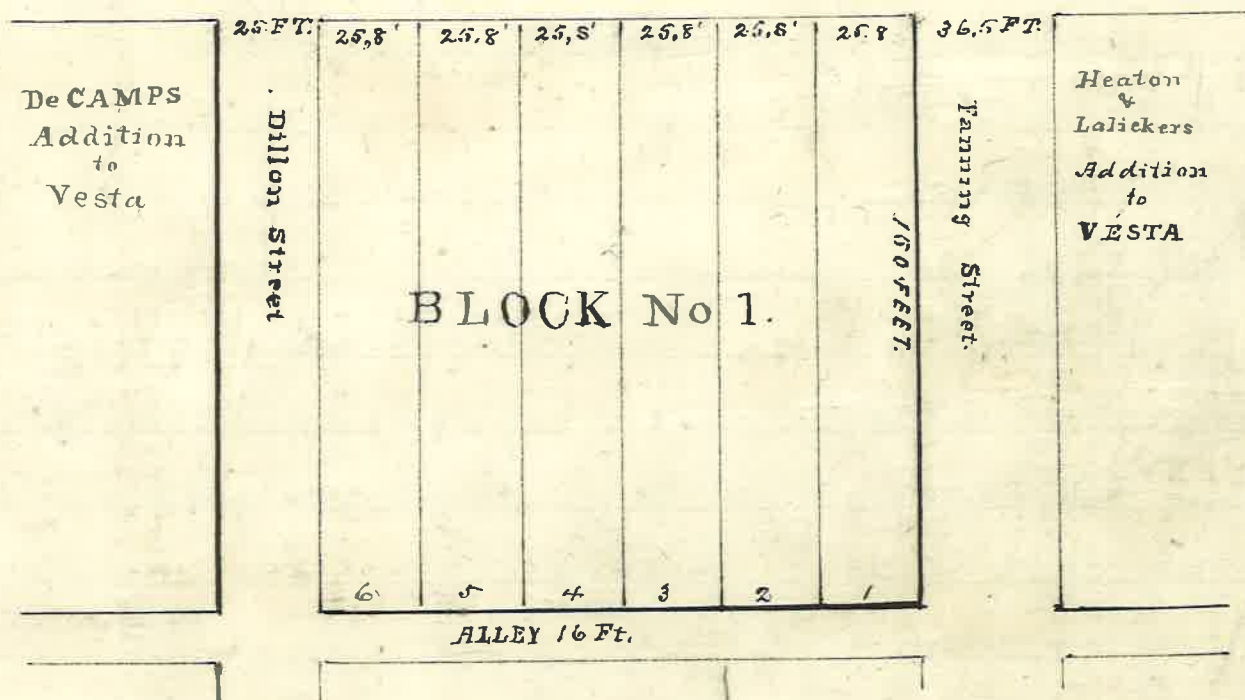 25 FT.
25,8'
25.8'
25,8'
25,8'
25,8'
25.8
36,5 FT.
De CAMPS
Addition
to
Vesta
Dillon Street
BLOCK No 1.
150 FEET.
Fanning Street.
Heaton
&
Lalickers
Addition
to
VESTA
6
5
4
3
2
1
ALLEY 16 Ft.